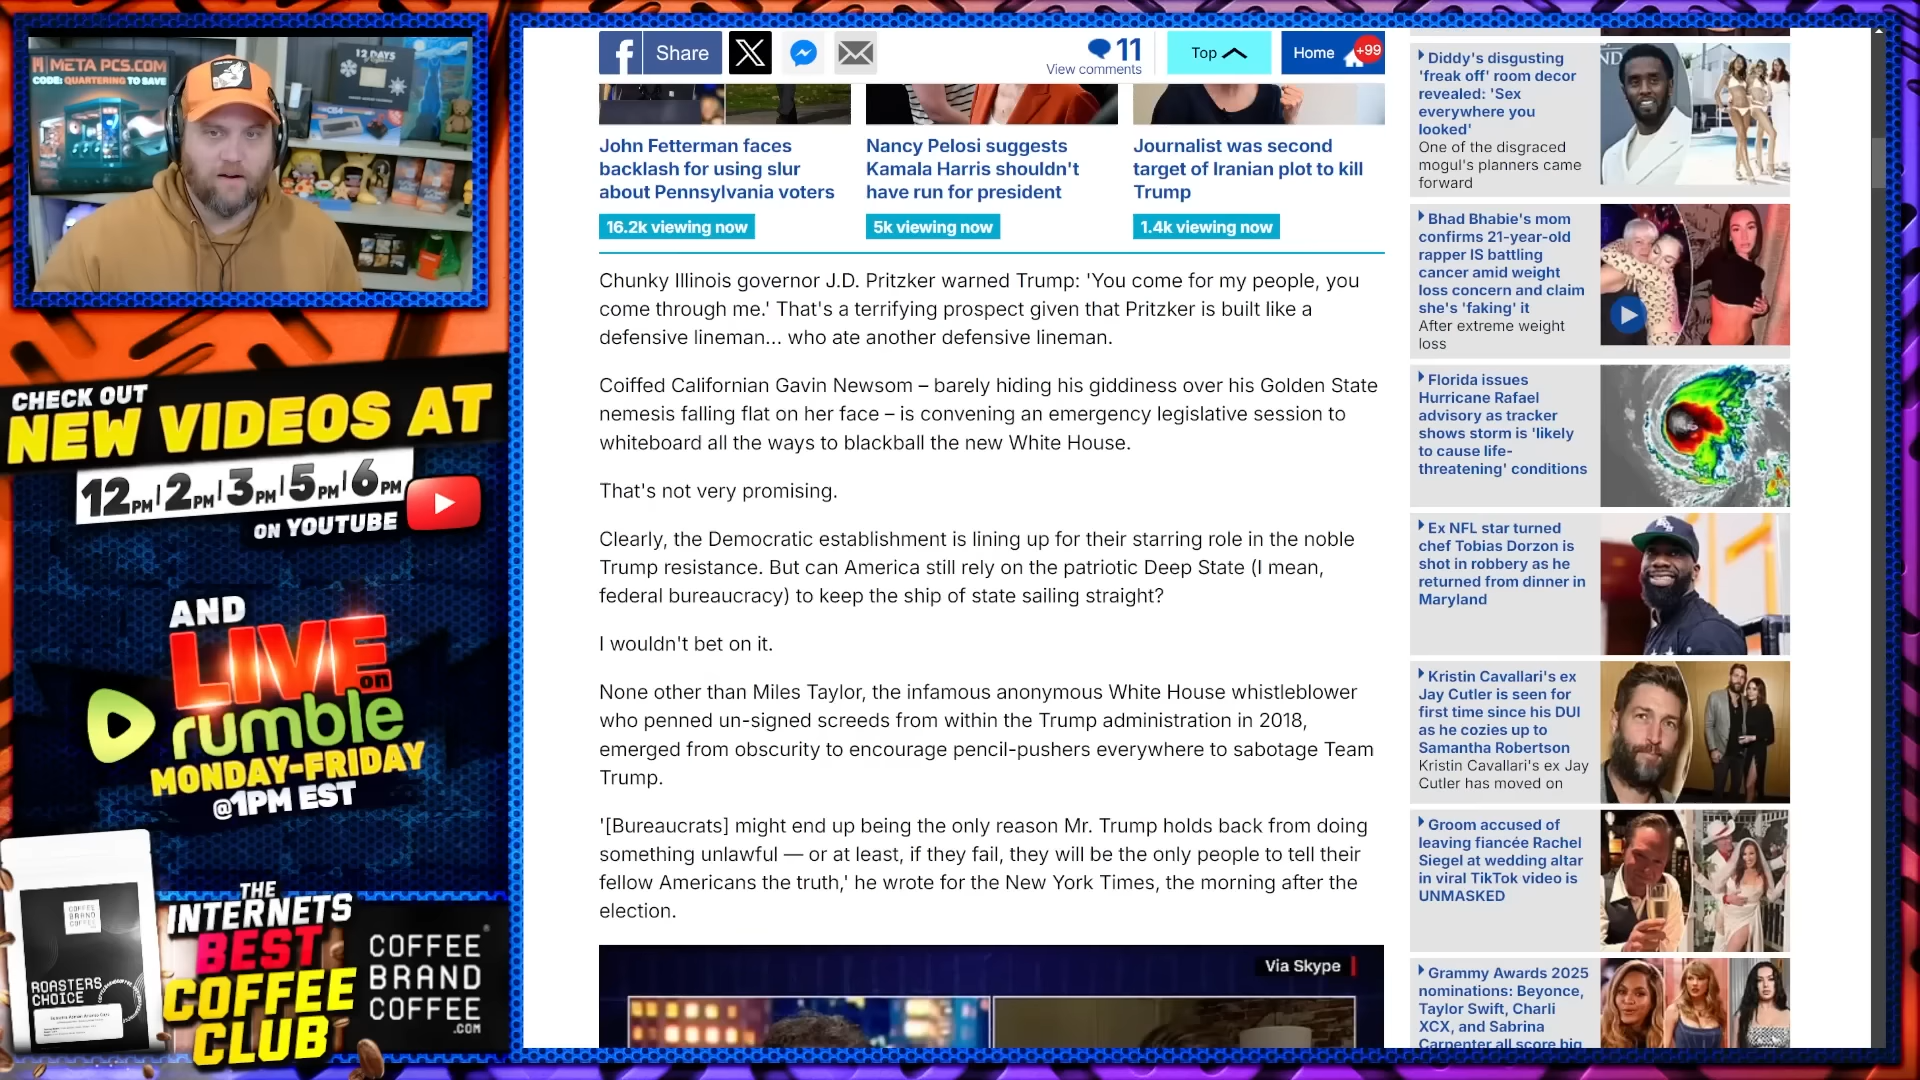 META PCS.COM
CODE: QUARTERING TO SAVE
12 DAYS
CHECK OUT
NEW VIDEOS AT
12PM | 2PM | 3PM | 5PM | 6PM
ON YOUTUBE
AND
LIVE
on
rumble
MONDAY-FRIDAY
@1PM EST
COFFEE
BRAND
COFFEE
ROASTERS
CHOICE
THE
INTERNETS
BEST
COFFEE
CLUB
COFFEE
BRAND
COFFEE
.COM
f Share
X
11
View comments
Top
Home
+99
John Fetterman faces
backlash for using slur
about Pennsylvania voters
16.2k viewing now
Nancy Pelosi suggests
Kamala Harris shouldn't
have run for president
5k viewing now
Journalist was second
target of Iranian plot to kill
Trump
1.4k viewing now
Chunky Illinois governor J.D. Pritzker warned Trump: 'You come for my people, you
come through me.' That's a terrifying prospect given that Pritzker is built like a
defensive lineman... who ate another defensive lineman.
Coiffed Californian Gavin Newsom – barely hiding his giddiness over his Golden State
nemesis falling flat on her face – is convening an emergency legislative session to
whiteboard all the ways to blackball the new White House.
That's not very promising.
Clearly, the Democratic establishment is lining up for their starring role in the noble
Trump resistance. But can America still rely on the patriotic Deep State (I mean,
federal bureaucracy) to keep the ship of state sailing straight?
I wouldn't bet on it.
None other than Miles Taylor, the infamous anonymous White House whistleblower
who penned un-signed screeds from within the Trump administration in 2018,
emerged from obscurity to encourage pencil-pushers everywhere to sabotage Team
Trump.
'[Bureaucrats] might end up being the only reason Mr. Trump holds back from doing
something unlawful — or at least, if they fail, they will be the only people to tell their
fellow Americans the truth,' he wrote for the New York Times, the morning after the
election.
Via Skype
Diddy's disgusting
'freak off' room decor
revealed: 'Sex
everywhere you
looked'
One of the disgraced
mogul's planners came
forward
Bhad Bhabie's mom
confirms 21-year-old
rapper IS battling
cancer amid weight
loss concern and claim
she's 'faking' it
After extreme weight
loss
Florida issues
Hurricane Rafael
advisory as tracker
shows storm is 'likely
to cause life-
threatening' conditions
Ex NFL star turned
chef Tobias Dorzon is
shot in robbery as he
returned from dinner in
Maryland
Kristin Cavallari's ex
Jay Cutler is seen for
first time since his DUI
as he cozies up to
Samantha Robertson
Kristin Cavallari's ex Jay
Cutler has moved on
Groom accused of
leaving fiancée Rachel
Siegel at wedding altar
in viral TikTok video is
UNMASKED
Grammy Awards 2025
nominations: Beyonce,
Taylor Swift, Charli
XCX, and Sabrina
Carpenter all score big